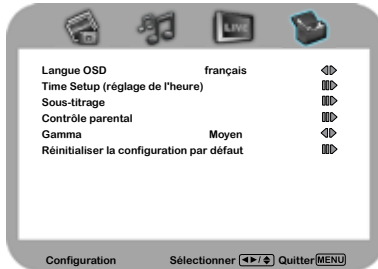 LIVE
Langue OSD français
Time Setup (réglage de l'heure)
Sous-titrage
Contrôle parental
Gamma Moyen
Réinitialiser la configuration par défaut
Configuration Sélectionner Quitter MENU